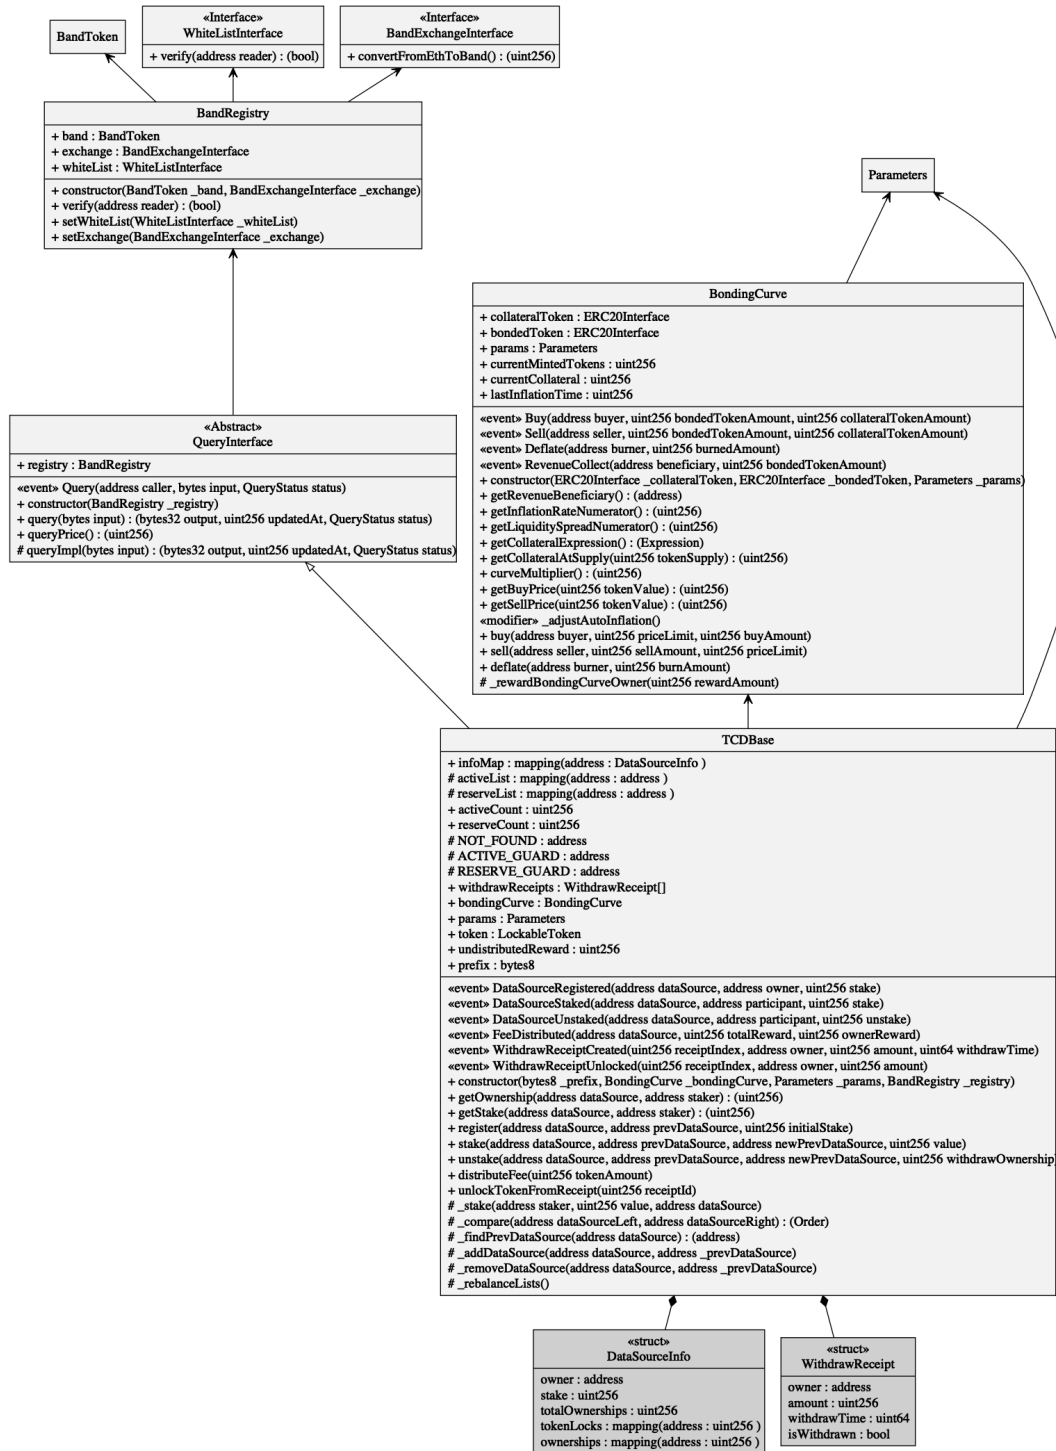 BandToken
«Interface»
WhiteListInterface
+ verify(address reader) : (bool)
«Interface»
BandExchangeInterface
+ convertFromEthToBand() : (uint256)
BandRegistry
+ band : BandToken
+ exchange : BandExchangeInterface
+ whiteList : WhiteListInterface
+ constructor(BandToken _band, BandExchangeInterface _exchange)
+ verify(address reader) : (bool)
+ setWhiteList(WhiteListInterface _whiteList)
+ setExchange(BandExchangeInterface _exchange)
Parameters
BondingCurve
+ collateralToken : ERC20Interface
+ bondedToken : ERC20Interface
+ params : Parameters
+ currentMintedTokens : uint256
+ currentCollateral : uint256
+ lastInflationTime : uint256
«event» Buy(address buyer, uint256 bondedTokenAmount, uint256 collateralTokenAmount)
«event» Sell(address seller, uint256 bondedTokenAmount, uint256 collateralTokenAmount)
«event» Deflate(address burner, uint256 burnedAmount)
«event» RevenueCollect(address beneficiary, uint256 bondedTokenAmount)
+ constructor(ERC20Interface _collateralToken, ERC20Interface _bondedToken, Parameters _params)
+ getRevenueBeneficiary() : (address)
+ getInflationRateNumerator() : (uint256)
+ getLiquiditySpreadNumerator() : (uint256)
+ getCollateralExpression() : (Expression)
+ getCollateralAtSupply(uint256 tokenSupply) : (uint256)
+ curveMultiplier() : (uint256)
+ getBuyPrice(uint256 tokenValue) : (uint256)
+ getSellPrice(uint256 tokenValue) : (uint256)
«modifier» _adjustAutoInflation()
+ buy(address buyer, uint256 priceLimit, uint256 buyAmount)
+ sell(address seller, uint256 sellAmount, uint256 priceLimit)
+ deflate(address burner, uint256 burnAmount)
# _rewardBondingCurveOwner(uint256 rewardAmount)
«Abstract»
QueryInterface
+ registry : BandRegistry
«event» Query(address caller, bytes input, QueryStatus status)
+ constructor(BandRegistry _registry)
+ query(bytes input) : (bytes32 output, uint256 updatedAt, QueryStatus status)
+ queryPrice() : (uint256)
# queryImpl(bytes input) : (bytes32 output, uint256 updatedAt, QueryStatus status)
TCDBase
+ infoMap : mapping(address : DataSourceInfo )
# activeList : mapping(address : address )
# reserveList : mapping(address : address )
+ activeCount : uint256
+ reserveCount : uint256
# NOT_FOUND : address
# ACTIVE_GUARD : address
# RESERVE_GUARD : address
+ withdrawReceipts : WithdrawReceipt[]
+ bondingCurve : BondingCurve
+ params : Parameters
+ token : LockableToken
+ undistributedReward : uint256
+ prefix : bytes8
«event» DataSourceRegistered(address dataSource, address owner, uint256 stake)
«event» DataSourceStaked(address dataSource, address participant, uint256 stake)
«event» DataSourceUnstaked(address dataSource, address participant, uint256 unstake)
«event» FeeDistributed(address dataSource, uint256 totalReward, uint256 ownerReward)
«event» WithdrawReceiptCreated(uint256 receiptIndex, address owner, uint256 amount, uint64 withdrawTime)
«event» WithdrawReceiptUnlocked(uint256 receiptIndex, address owner, uint256 amount)
+ constructor(bytes8 _prefix, BondingCurve _bondingCurve, Parameters _params, BandRegistry _registry)
+ getOwnership(address dataSource, address staker) : (uint256)
+ getStake(address dataSource, address staker) : (uint256)
+ register(address dataSource, address prevDataSource, uint256 initialStake)
+ stake(address dataSource, address prevDataSource, address newPrevDataSource, uint256 value)
+ unstake(address dataSource, address prevDataSource, address newPrevDataSource, uint256 withdrawOwnership)
+ distributeFee(uint256 tokenAmount)
+ unlockTokenFromReceipt(uint256 receiptId)
# _stake(address staker, uint256 value, address dataSource)
# _compare(address dataSourceLeft, address dataSourceRight) : (Order)
# _findPrevDataSource(address dataSource) : (address)
# _addDataSource(address dataSource, address _prevDataSource)
# _removeDataSource(address dataSource, address _prevDataSource)
# _rebalanceLists()
«struct»
DataSourceInfo
owner : address
stake : uint256
totalOwnerships : uint256
tokenLocks : mapping(address : uint256 )
ownerships : mapping(address : uint256 )
«struct»
WithdrawReceipt
owner : address
amount : uint256
withdrawTime : uint64
isWithdrawn : bool